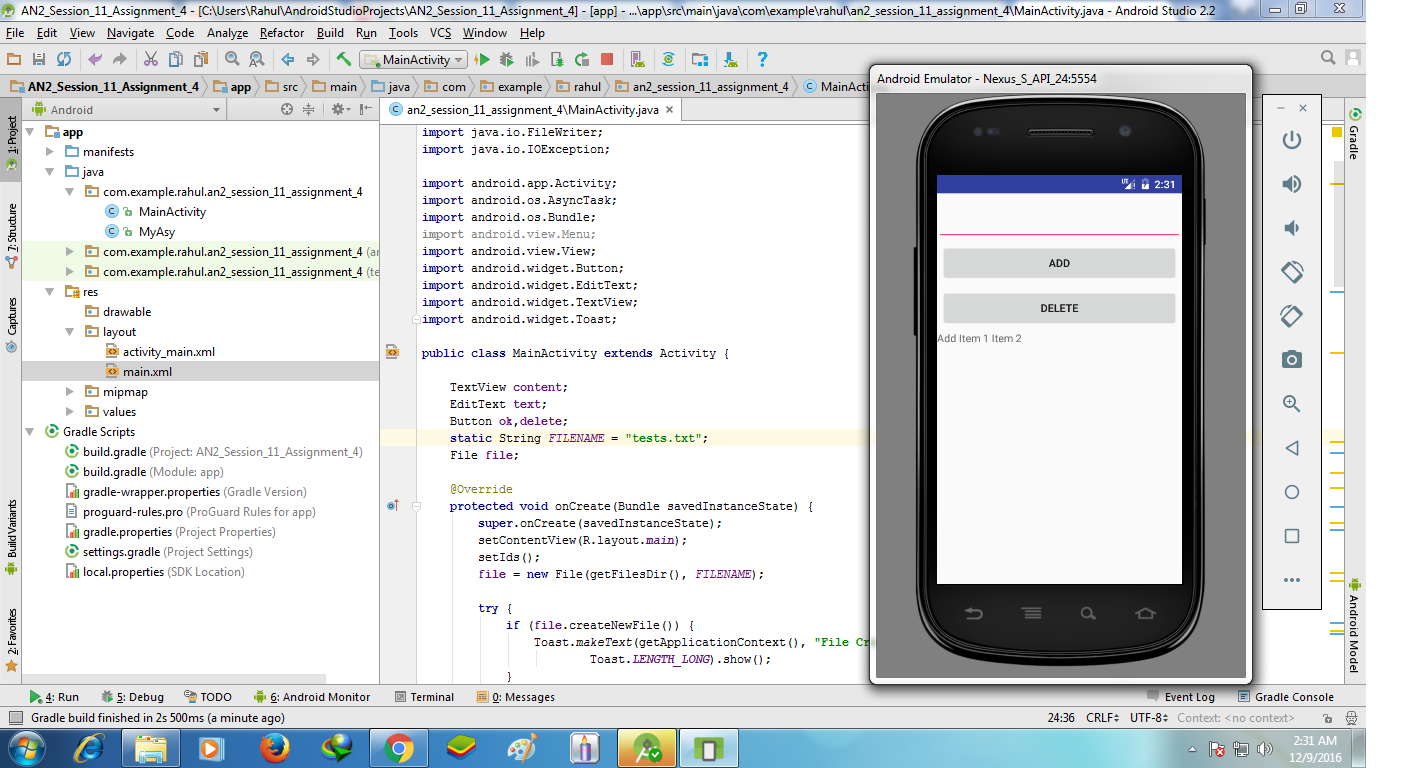 AN2_Session_11_Assignment_4 - [C:\Users\Rahul\AndroidStudioProjects\AN2_Session_11_Assignment_4] - [app] - ...\app\src\main\java\com\example\rahul\an2_session_11_assignment_4\MainActivity.java - Android Studio 2.2
File Edit View Navigate Code Analyze Refactor Build Run Tools VCS Window Help
MainActivity
AN2_Session_11_Assignment_4 app src main java com example rahul an2_session_11_assignment_4 MainActi
Android
an2_session_11_assignment_4\MainActivity.java
1: Project
7: Structure
Captures
Build Variants
2: Favorites
app
manifests
java
com.example.rahul.an2_session_11_assignment_4
MainActivity
MyAsy
com.example.rahul.an2_session_11_assignment_4 (ar
com.example.rahul.an2_session_11_assignment_4 (te
res
drawable
layout
activity_main.xml
main.xml
mipmap
values
Gradle Scripts
build.gradle (Project: AN2_Session_11_Assignment_4)
build.gradle (Module: app)
gradle-wrapper.properties (Gradle Version)
proguard-rules.pro (ProGuard Rules for app)
gradle.properties (Project Properties)
settings.gradle (Project Settings)
local.properties (SDK Location)
import java.io.FileWriter;
import java.io.IOException;
import android.app.Activity;
import android.os.AsyncTask;
import android.os.Bundle;
import android.view.Menu;
import android.view.View;
import android.widget.Button;
import android.widget.EditText;
import android.widget.TextView;
import android.widget.Toast;
public class MainActivity extends Activity {
TextView content;
EditText text;
Button ok,delete;
static String FILENAME = "tests.txt";
File file;
@Override
protected void onCreate(Bundle savedInstanceState) {
super.onCreate(savedInstanceState);
setContentView(R.layout.main);
setIds();
file = new File(getFilesDir(), FILENAME);
try {
if (file.createNewFile()) {
Toast.makeText(getApplicationContext(), "File Cr
Toast.LENGTH_LONG).show();
}
Android Emulator - Nexus_S_API_24:5554
LTE 2:31
ADD
DELETE
Add Item 1 Item 2
Gradle
Android Model
4: Run 5: Debug TODO 6: Android Monitor Terminal 0: Messages Event Log Gradle Console
Gradle build finished in 2s 500ms (a minute ago) 24:36 CRLF UTF-8 Context: <no context>
2:31 AM
12/9/2016